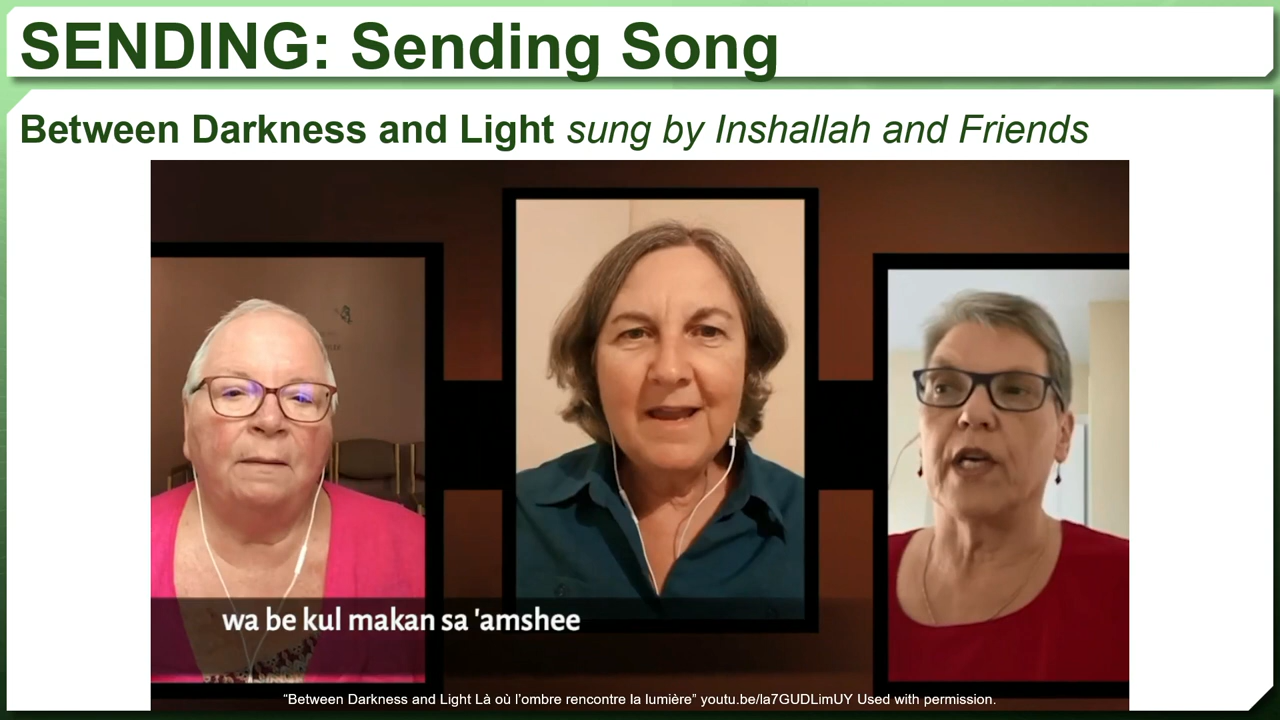 SENDING: Sending Song
Between Darkness and Light sung by Inshallah and Friends
wa be kul makan sa 'amshee
“Between Darkness and Light Là où l’ombre rencontre la lumière” youtu.be/la7GUDLimUY Used with permission.